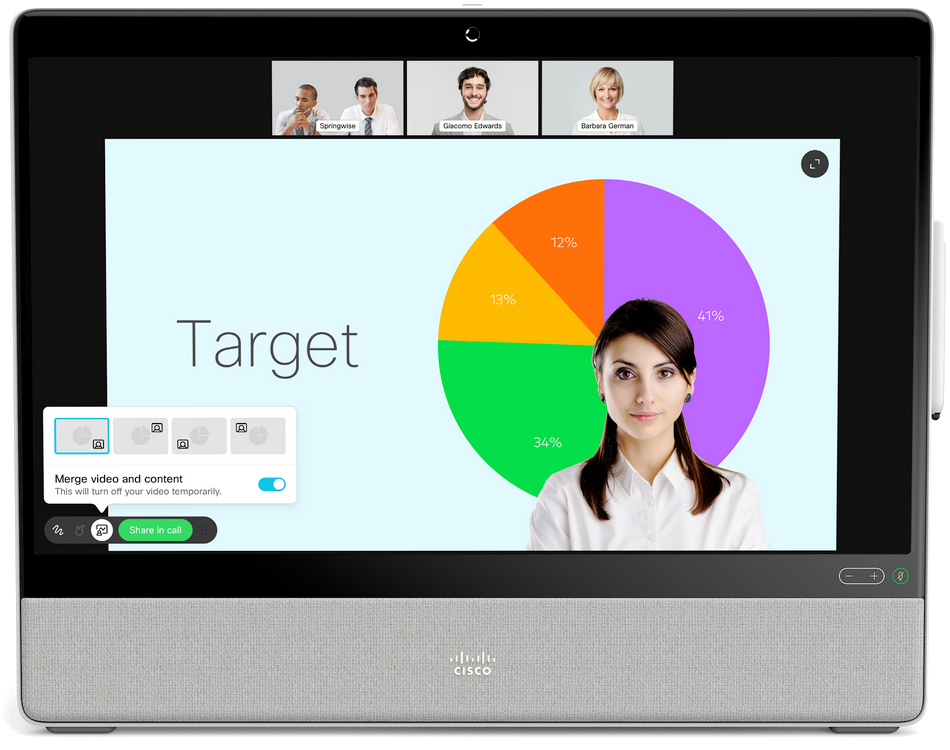 Springwise
Giacomo Edwards
Barbara German
12%
41%
13%
Target
34%
Merge video and content
This will turn off your video temporarily.
Share in call
CISCO